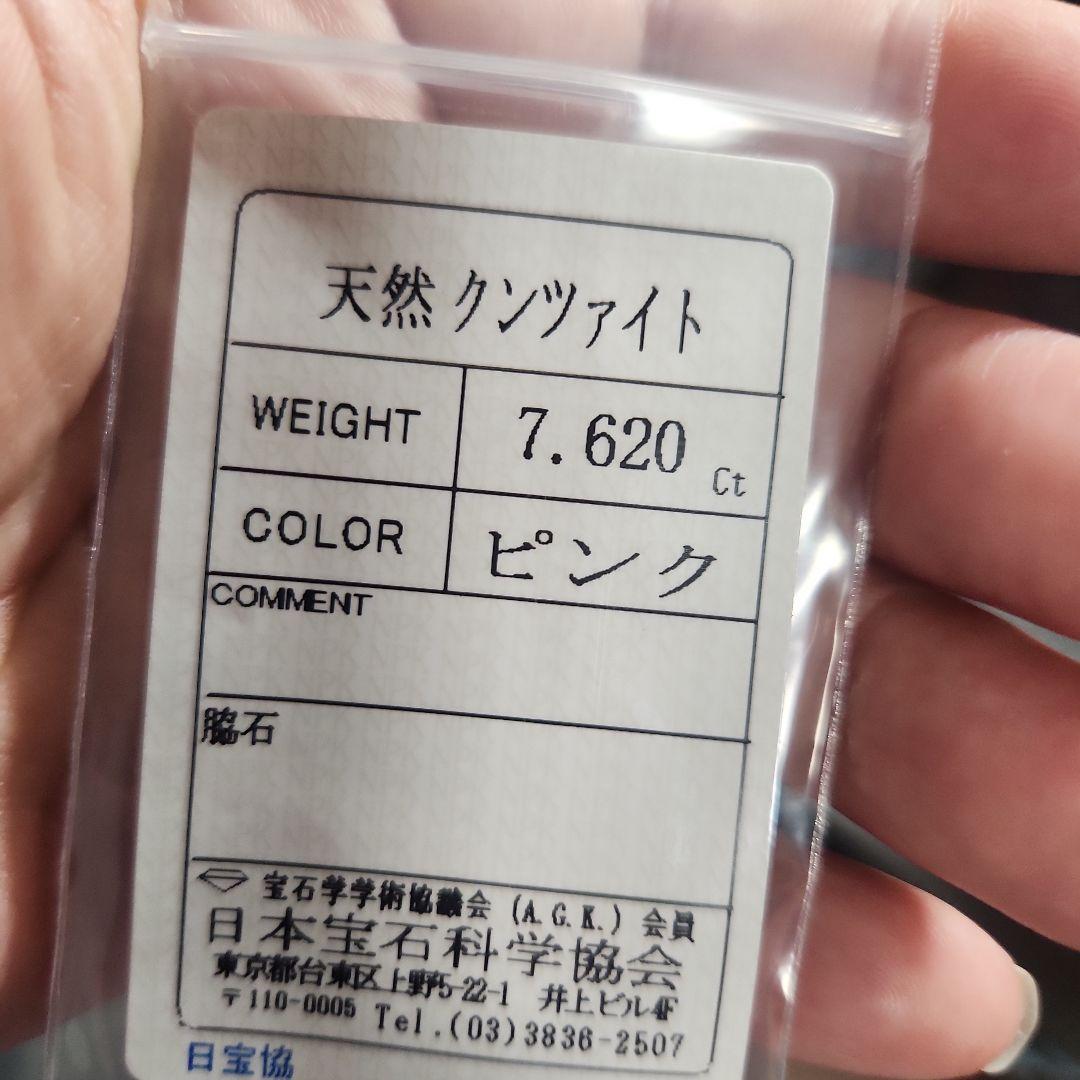 天然 クンツァイト
WEIGHT 7.620 Ct
COLOR ピンク
COMMENT
脇石
宝石学学術協議会 (A.G.K.) 会員
日本宝石科学協会
東京都台東区上野5-22-1 井上ビル4F
〒110-0005 Tel.(03)3836-2507
日宝協